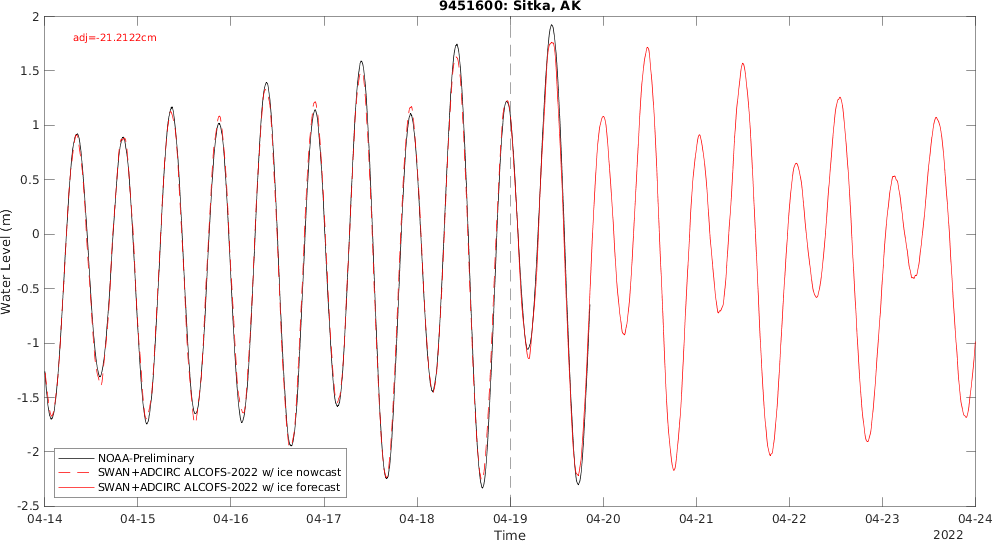 9451600: Sitka, AK
adj=-21.2122cm
2
1.5
1
0.5
0
-0.5
-1
-1.5
-2
-2.5
Water Level (m)
NOAA-Preliminary
SWAN+ADCIRC ALCOFS-2022 w/ ice nowcast
SWAN+ADCIRC ALCOFS-2022 w/ ice forecast
04-14 04-15 04-16 04-17 04-18 04-19 04-20 04-21 04-22 04-23 04-24
Time
2022